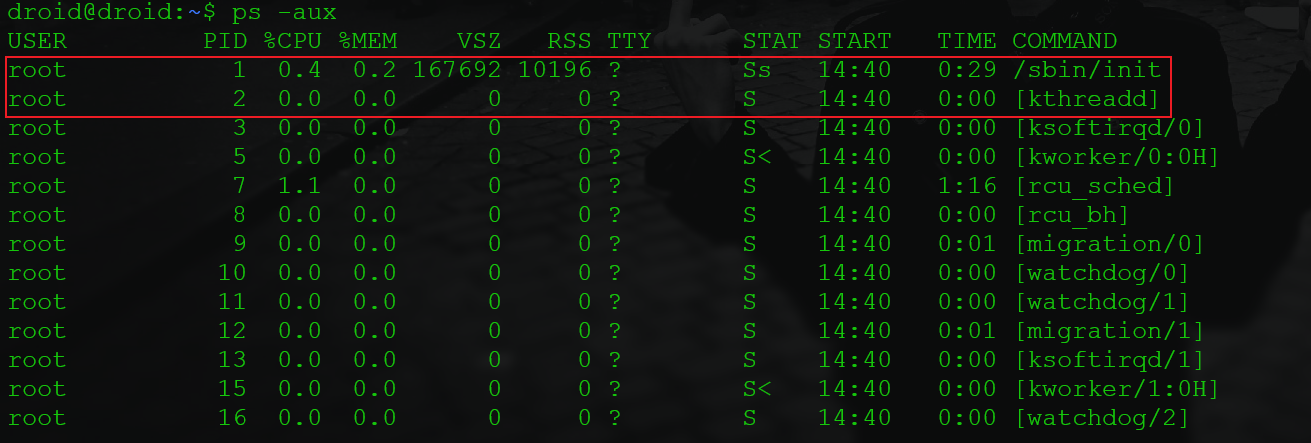 droid@droid:~$ ps -aux
USER PID %CPU %MEM VSZ RSS TTY STAT START TIME COMMAND
root 1 0.4 0.2 167692 10196 ? Ss 14:40 0:29 /sbin/init
root 2 0.0 0.0 0 0 ? S 14:40 0:00 [kthreadd]
root 3 0.0 0.0 0 0 ? S 14:40 0:00 [ksoftirqd/0]
root 5 0.0 0.0 0 0 ? S< 14:40 0:00 [kworker/0:0H]
root 7 1.1 0.0 0 0 ? S 14:40 1:16 [rcu_sched]
root 8 0.0 0.0 0 0 ? S 14:40 0:00 [rcu_bh]
root 9 0.0 0.0 0 0 ? S 14:40 0:01 [migration/0]
root 10 0.0 0.0 0 0 ? S 14:40 0:00 [watchdog/0]
root 11 0.0 0.0 0 0 ? S 14:40 0:00 [watchdog/1]
root 12 0.0 0.0 0 0 ? S 14:40 0:01 [migration/1]
root 13 0.0 0.0 0 0 ? S 14:40 0:00 [ksoftirqd/1]
root 15 0.0 0.0 0 0 ? S< 14:40 0:00 [kworker/1:0H]
root 16 0.0 0.0 0 0 ? S 14:40 0:00 [watchdog/2]